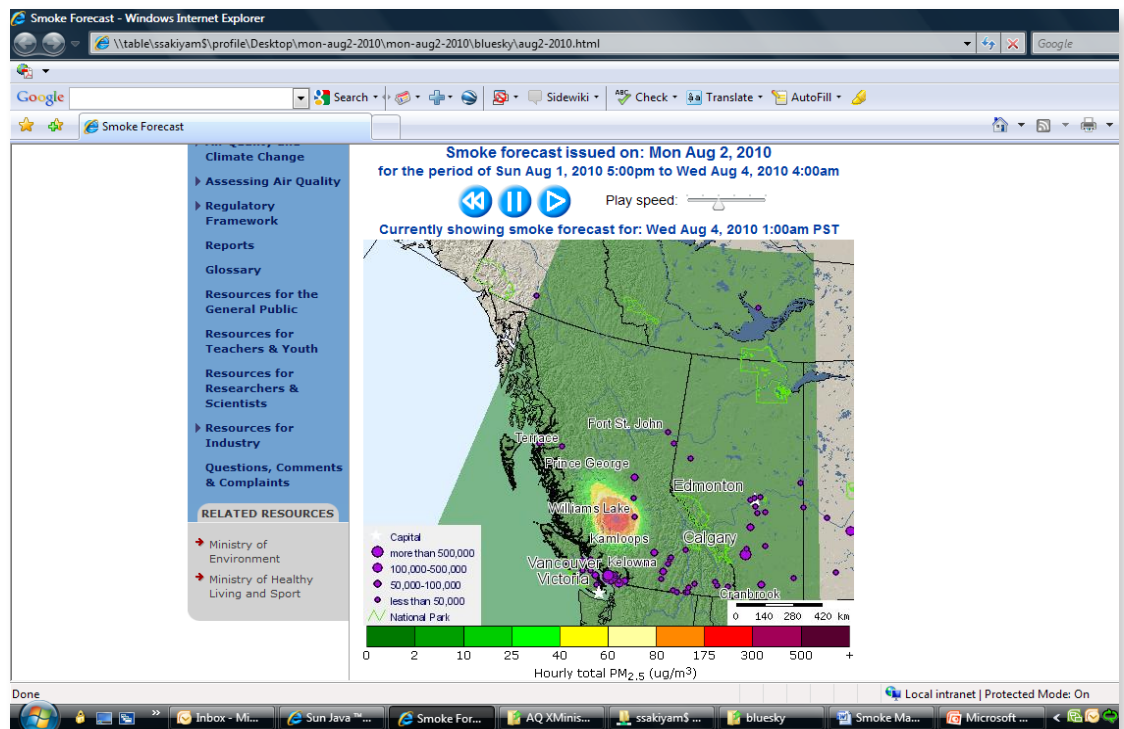 Smoke Forecast - Windows Internet Explorer
\\table\ssakiyam$\profile\Desktop\mon-aug2-2010\mon-aug2-2010\bluesky\aug2-2010.html
Google
Google
Search
Sidewiki
Check
Translate
AutoFill
Smoke Forecast
Air Quality and
Climate Change
Assessing Air Quality
Regulatory
Framework
Reports
Glossary
Resources for the
General Public
Resources for
Teachers & Youth
Resources for
Researchers &
Scientists
Resources for
Industry
Questions, Comments
& Complaints
RELATED RESOURCES
Ministry of
Environment
Ministry of Healthy
Living and Sport
Smoke forecast issued on: Mon Aug 2, 2010
for the period of Sun Aug 1, 2010 5:00pm to Wed Aug 4, 2010 4:00am
Play speed:
Currently showing smoke forecast for: Wed Aug 4, 2010 1:00am PST
Fort St. John
Terrace
Prince George
Edmonton
Williams Lake
Kamloops
Calgary
Vancouver
Kelowna
Victoria
Cranbrook
Capital
more than 500,000
100,000-500,000
50,000-100,000
less than 50,000
National Park
0 140 280 420 km
0 2 10 25 40 60 80 175 300 500 +
Hourly total PM2.5 (ug/m3)
Done
Local intranet | Protected Mode: On
Inbox - Mi...
Sun Java ™...
Smoke For...
AQ XMinis...
ssakiyam$ ...
bluesky
Smoke Ma...
Microsoft ...